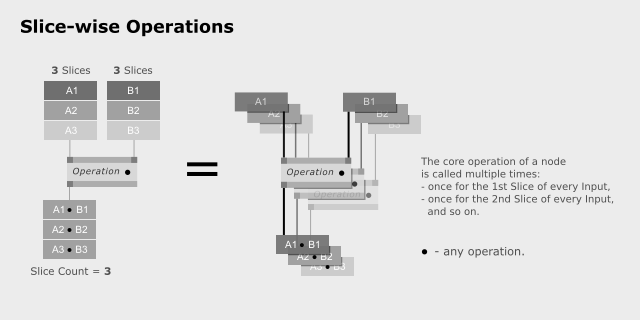 Slice-wise Operations
3 Slices 3 Slices
A1 B1
A2 B2
A3 B3
Operation ●
A1 ● B1
A2 ● B2
A3 ● B3
Slice Count = 3
=
A1 B1
A2 B2
A3 B3
Operation ●
Operation ●
A1 ● B1
A2 ● B2
A3 ● B3
The core operation of a node
is called multiple times:
- once for the 1st Slice of every Input,
- once for the 2nd Slice of every Input,
and so on.
● - any operation.